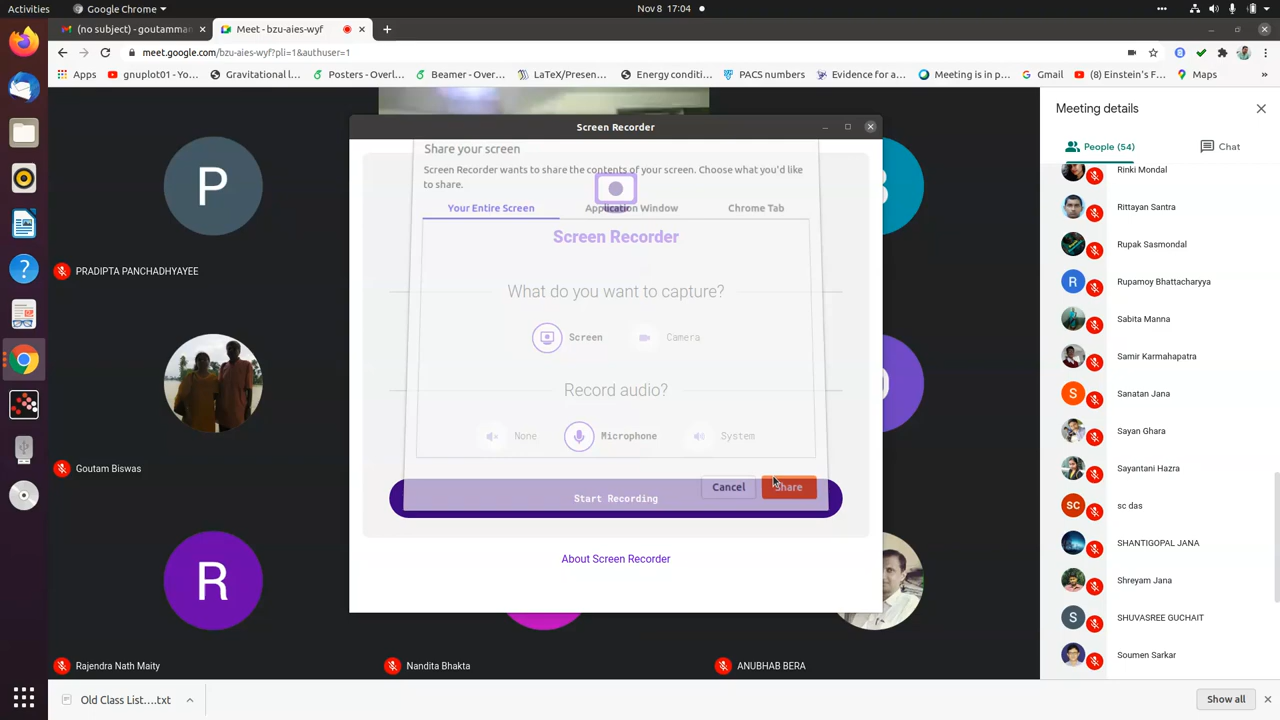 Activities
Google Chrome
Nov 8 17:04
(no subject) - goutamman
Meet - bzu-aies-wyf
meet.google.com/bzu-aies-wyf?pli=1&authuser=1
Apps
gnuplot01 - Yo...
Gravitational l...
Posters - Overl...
Beamer - Over...
LaTeX/Presen...
Energy conditi...
PACS numbers
Evidence for a...
Meeting is in p...
Gmail
(8) Einstein's F...
Maps
»
Screen Recorder
Share your screen
Screen Recorder wants to share the contents of your screen. Choose what you'd like
to share.
Your Entire Screen
Application Window
Chrome Tab
Screen Recorder
What do you want to capture?
Screen
Camera
Record audio?
None
Microphone
System
Cancel
Share
Start Recording
About Screen Recorder
P
PRADIPTA PANCHADHYAYEE
Goutam Biswas
R
Rajendra Nath Maity
Nandita Bhakta
ANUBHAB BERA
Meeting details
People (54)
Chat
Rinki Mondal
Rittayan Santra
Rupak Sasmondal
R
Rupamoy Bhattacharyya
Sabita Manna
Samir Karmahapatra
S
Sanatan Jana
Sayan Ghara
Sayantani Hazra
SC
sc das
SHANTIGOPAL JANA
Shreyam Jana
S
SHUVASREE GUCHAIT
Soumen Sarkar
Old Class List....txt
Show all